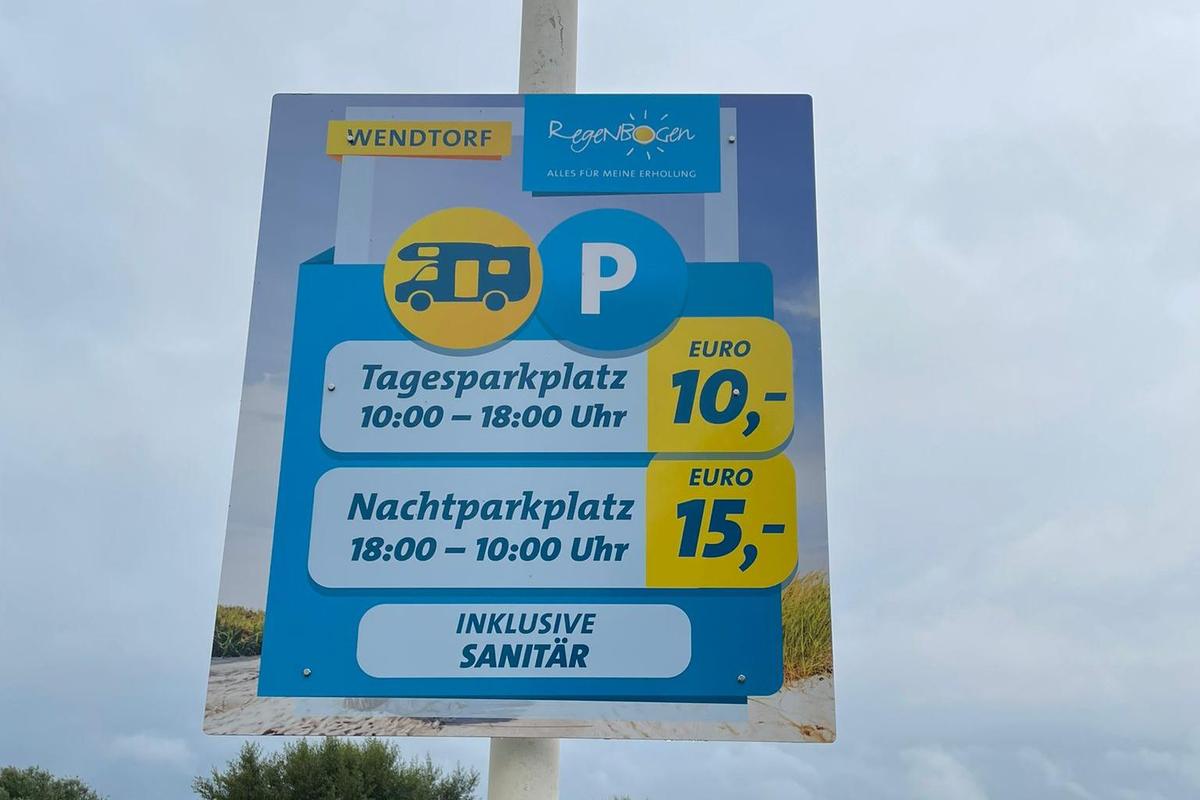 WENDTORF
RegenBogen
ALLES FÜR MEINE ERHOLUNG
P
Tagesparkplatz
10:00 – 18:00 Uhr
EURO
10,-
Nachtparkplatz
18:00 – 10:00 Uhr
EURO
15,-
INKLUSIVE
SANITÄR